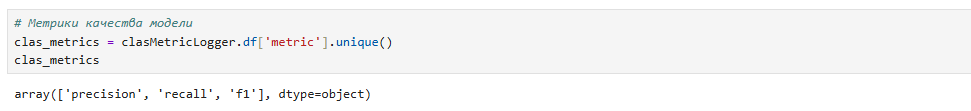 # Метрики качества модели
clas_metrics = clasMetricLogger.df['metric'].unique()
clas_metrics
array(['precision', 'recall', 'f1'], dtype=object)